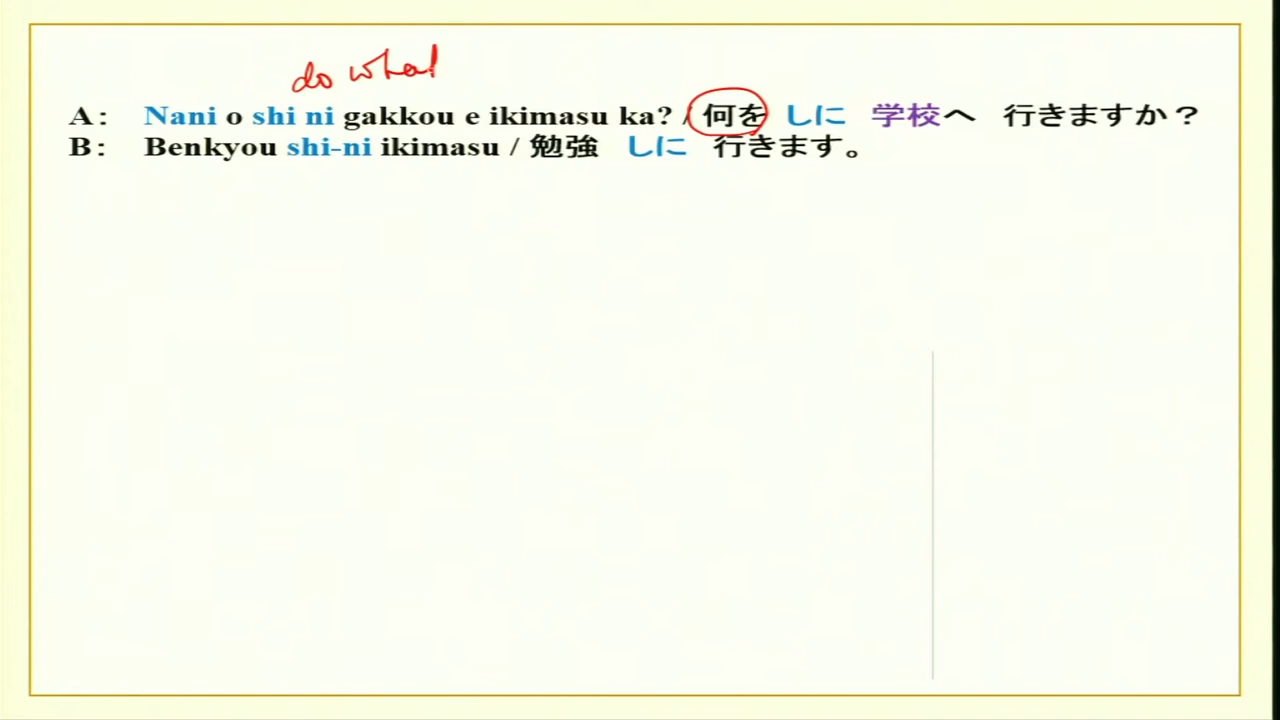 do what
A: Nani o shi ni gakkou e ikimasu ka? / 何を しに 学校へ 行きますか？
B: Benkyou shi-ni ikimasu / 勉強 しに 行きます。